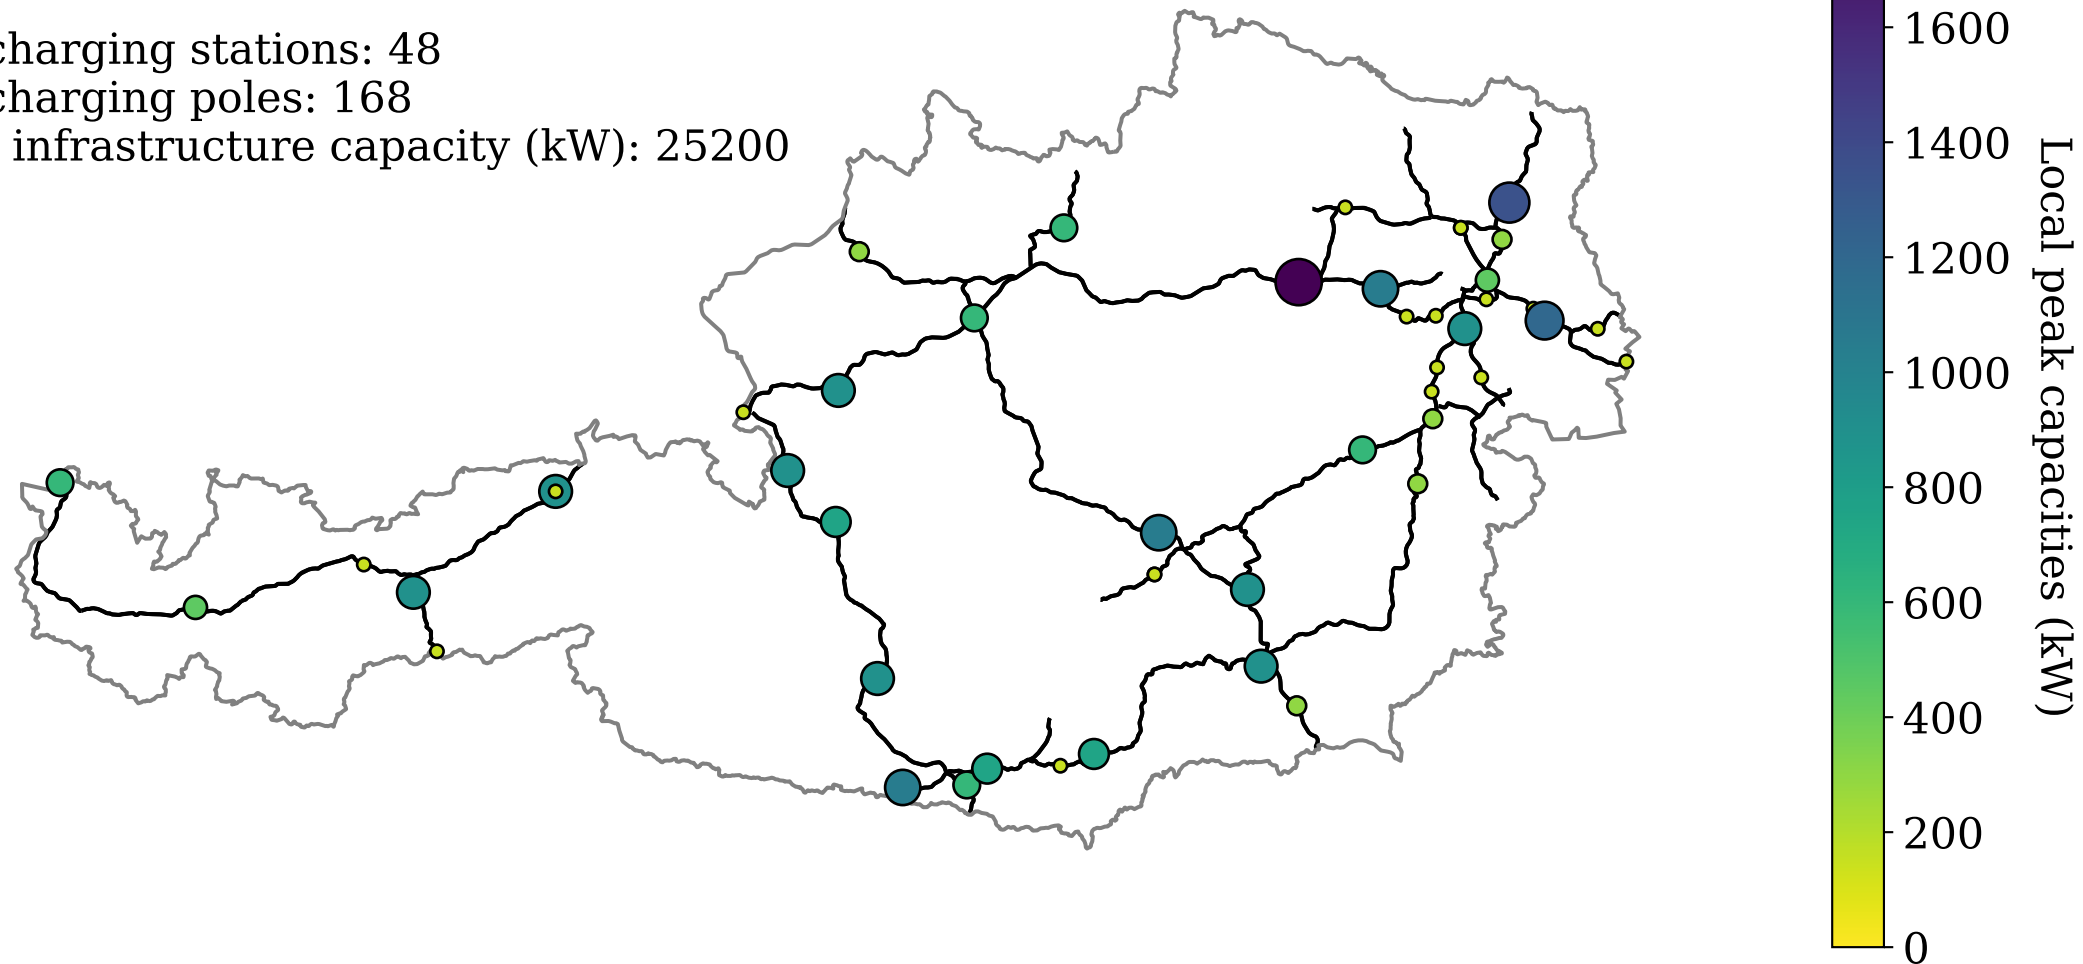 charging stations: 48
charging poles: 168
infrastructure capacity (kW): 25200
1600
1400
1200
1000
800
600
400
200
0
Local peak capacities (kW)